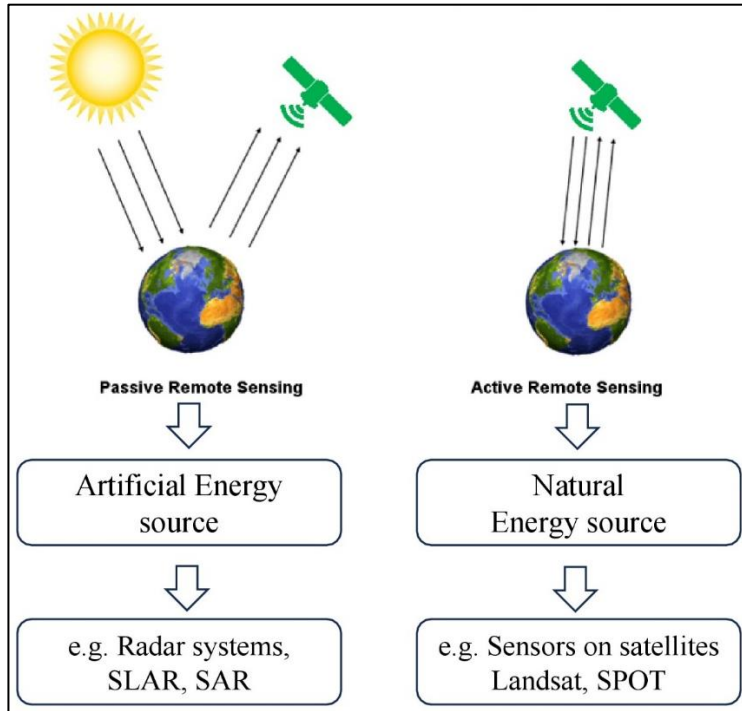 Passive Remote Sensing
Active Remote Sensing
Artificial Energy
source
Natural
Energy source
e.g. Radar systems,
SLAR, SAR
e.g. Sensors on satellites
Landsat, SPOT